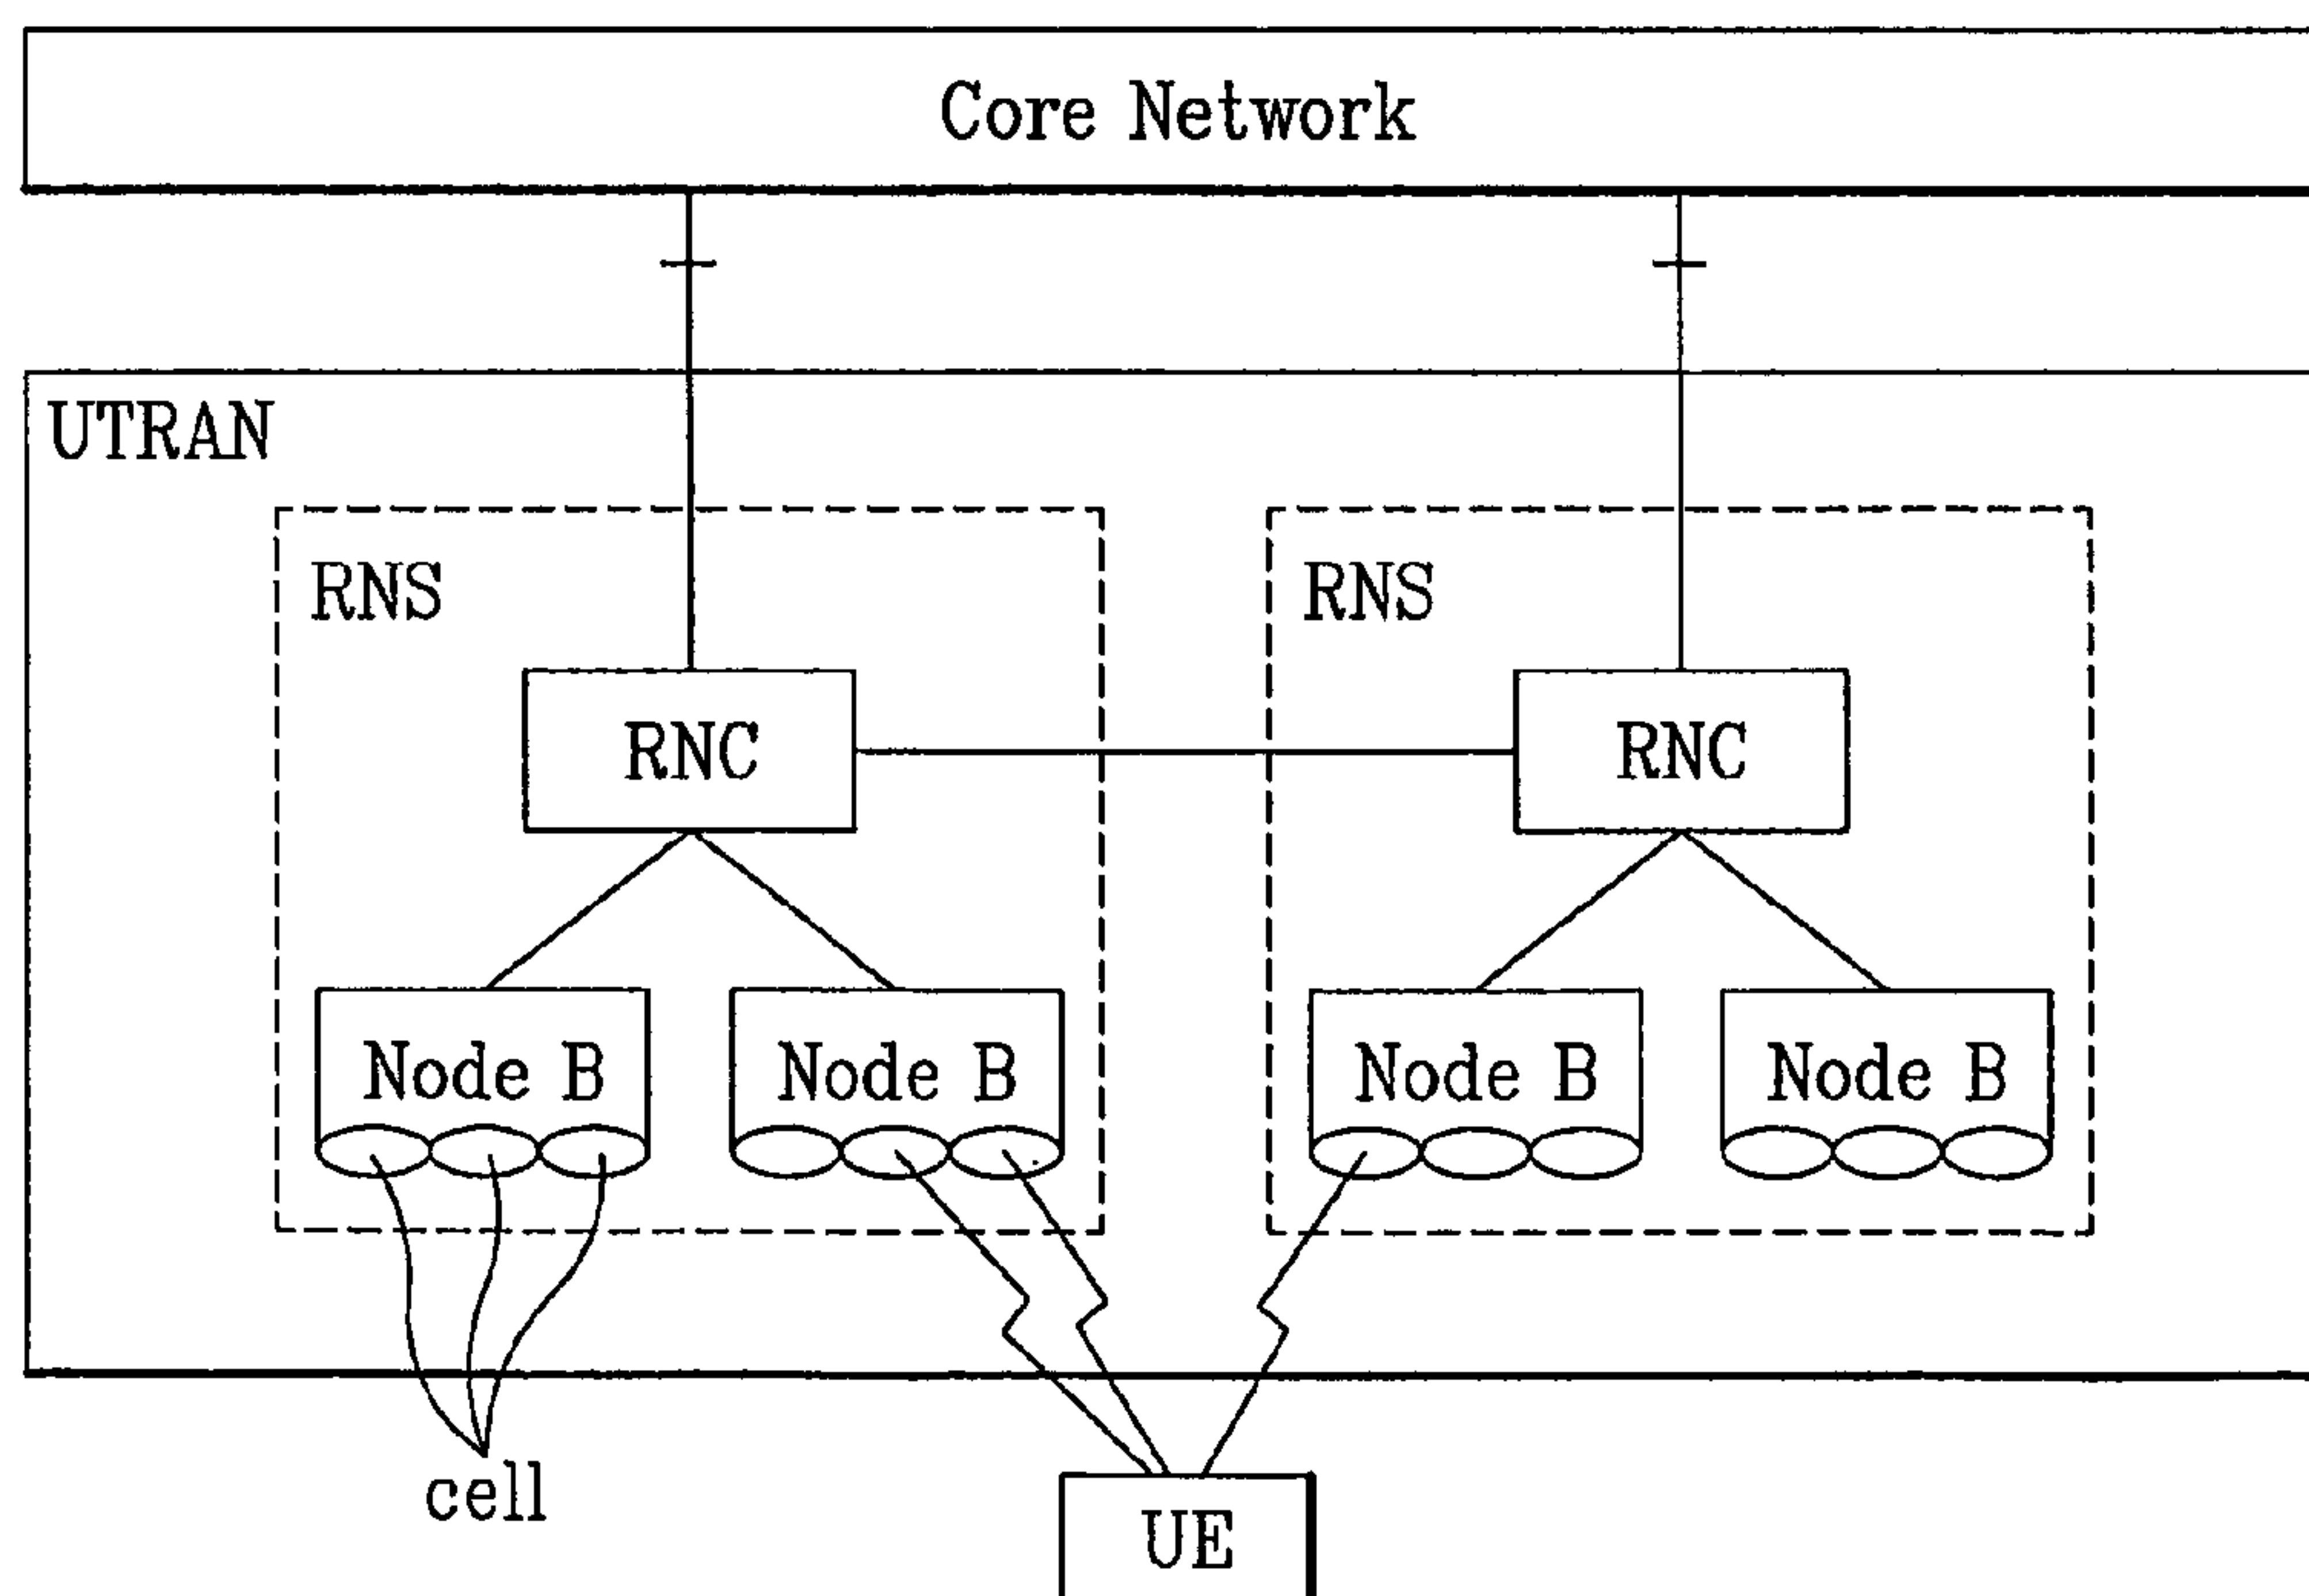 Core Network
UTRAN
RNS
RNS
RNC
RNC
Node B
Node B
Node B
Node B
cell
UE